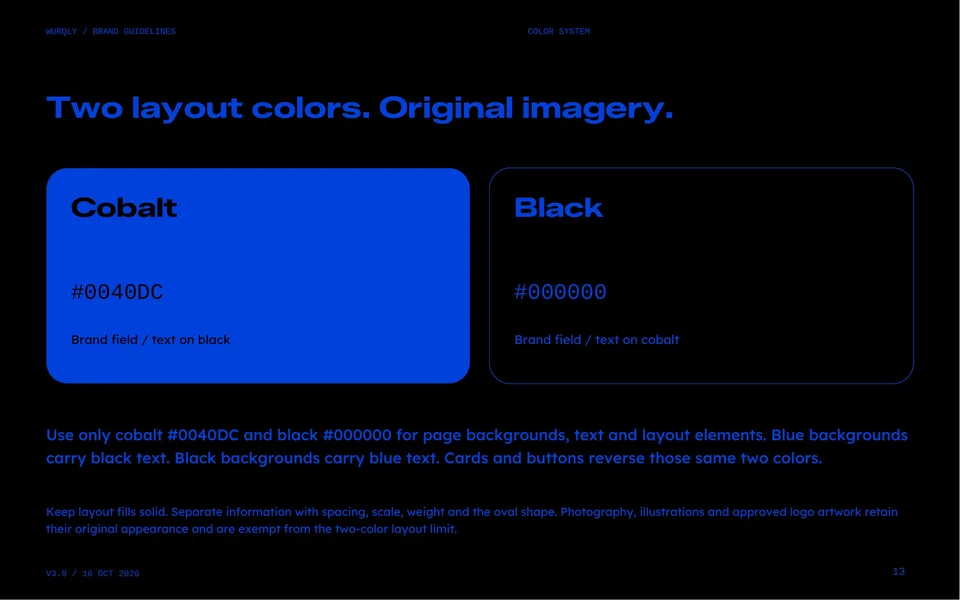 WURQLY / BRAND GUIDELINES
COLOR SYSTEM
Two layout colors. Original imagery.
Cobalt
#0040DC
Brand field / text on black
Black
#000000
Brand field / text on cobalt
Use only cobalt #0040DC and black #000000 for page backgrounds, text and layout elements. Blue backgrounds
carry black text. Black backgrounds carry blue text. Cards and buttons reverse those same two colors.
Keep layout fills solid. Separate information with spacing, scale, weight and the oval shape. Photography, illustrations and approved logo artwork retain
their original appearance and are exempt from the two-color layout limit.
V3.0 / 16 OCT 2026
13